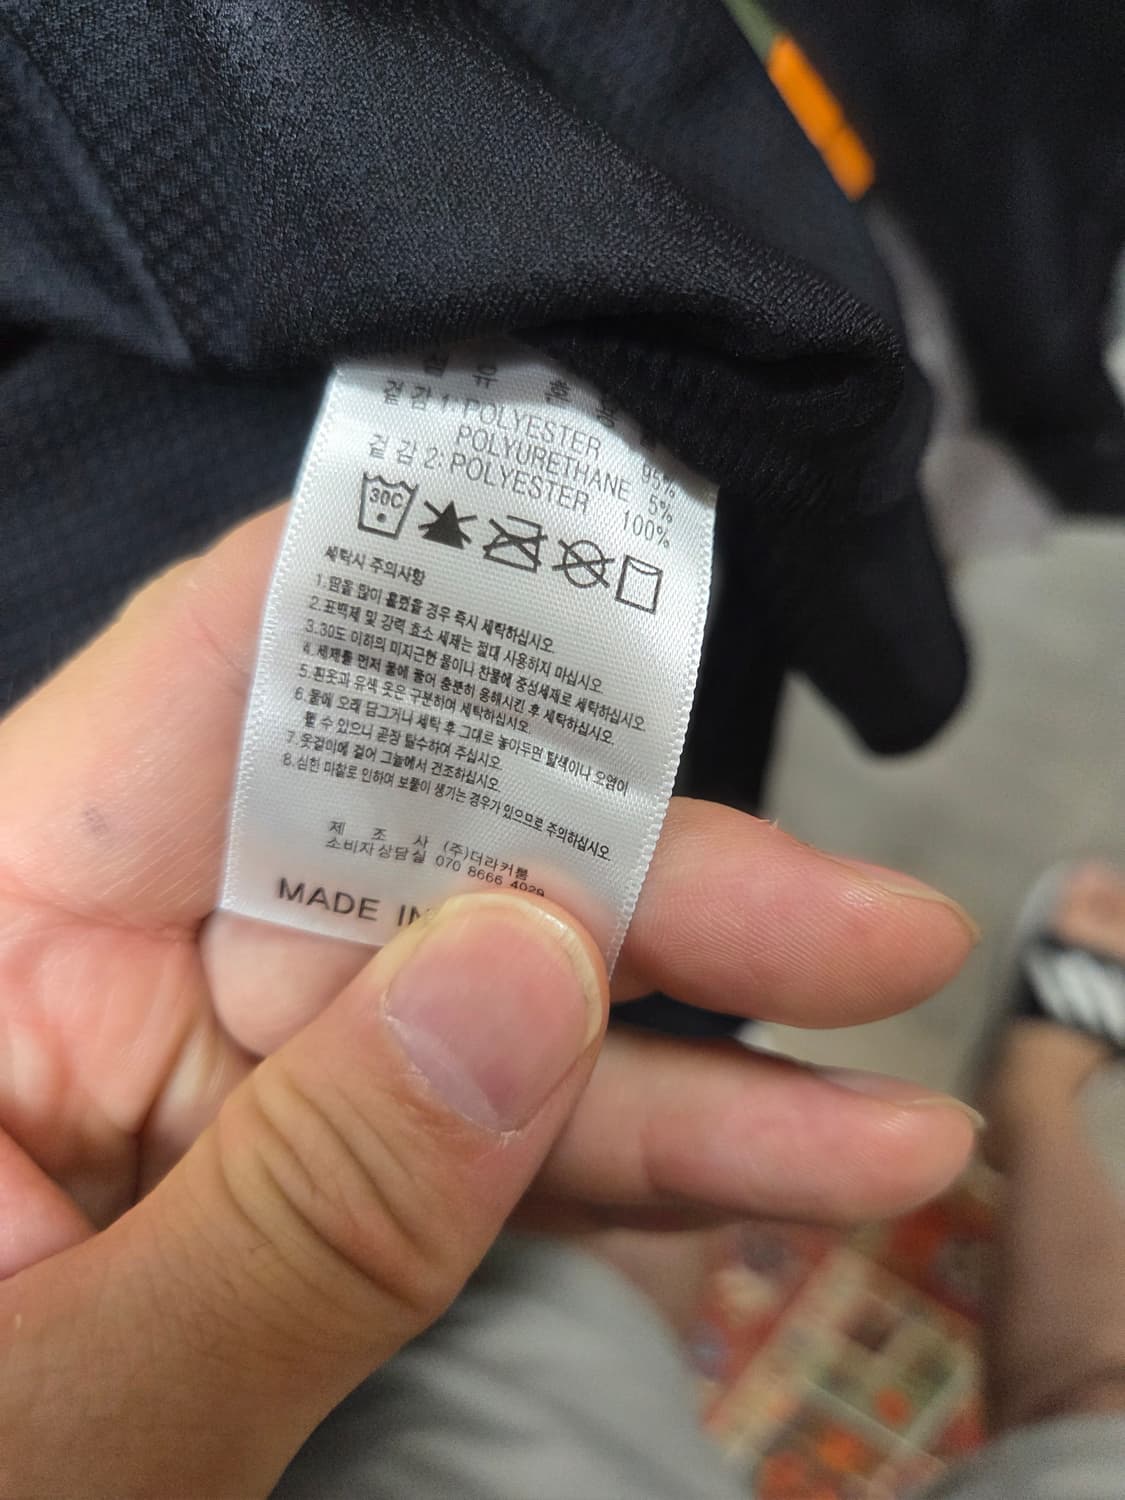 섬 유 혼 용
겉 감 1: POLYESTER 95%
POLYURETHANE 5%
겉 감 2: POLYESTER 100%
30C
세탁시 주의사항
1.땀을 많이 흘렸을 경우 즉시 세탁하십시오.
2.표백제 및 강력 효소 세제는 절대 사용하지 마십시오.
3.30도 이하의 미지근한 물이나 찬물에 중성세제로 세탁하십시오.
4.세제를 먼저 물에 풀어 충분히 용해시킨 후 세탁하십시오.
5.흰옷과 유색 옷은 구분하여 세탁하십시오.
6.물에 오래 담그거나 세탁 후 그대로 놓아두면 탈색이나 오염이
될 수 있으니 곧장 탈수하여 주십시오.
7.옷걸이에 걸어 그늘에서 건조하십시오.
8.심한 마찰로 인하여 보풀이 생기는 경우가 있으므로 주의하십시오.
제 조 사 (주)더라커룸
소비자상담실 070 8666 4029
MADE IN